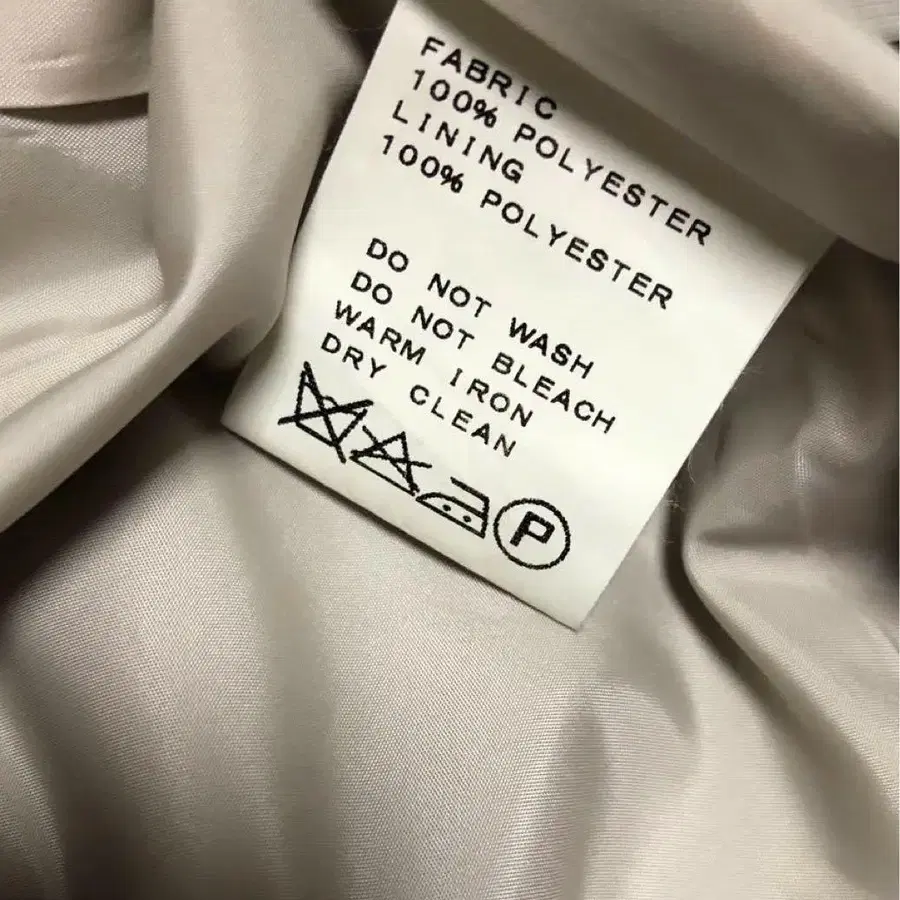 FABRIC
100% POLYESTER
LINING
100% POLYESTER
DO NOT WASH
DO NOT BLEACH
WARM IRON
DRY CLEAN
P